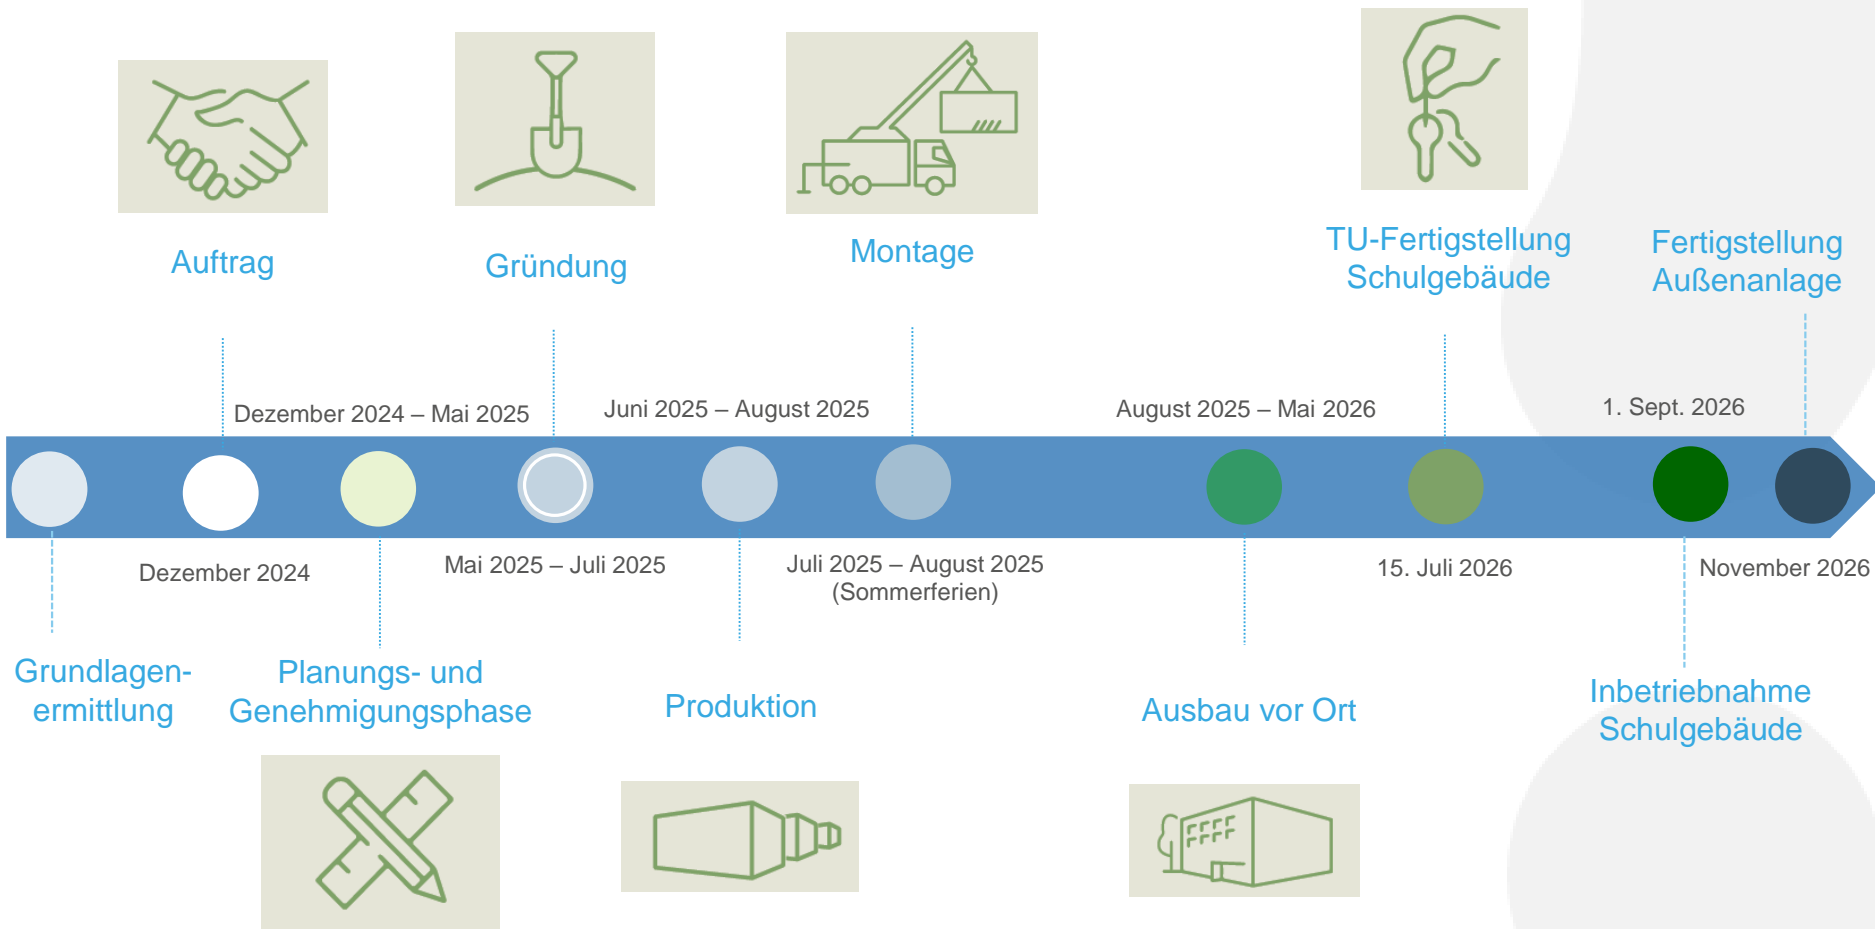 Auftrag
Gründung
Montage
TU-Fertigstellung
Schulgebäude
Fertigstellung
Außenanlage
Dezember 2024 – Mai 2025
Juni 2025 – August 2025
August 2025 – Mai 2026
1. Sept. 2026
Dezember 2024
Mai 2025 – Juli 2025
Juli 2025 – August 2025
(Sommerferien)
15. Juli 2026
November 2026
Grundlagen-
ermittlung
Planungs- und
Genehmigungsphase
Produktion
Ausbau vor Ort
Inbetriebnahme
Schulgebäude